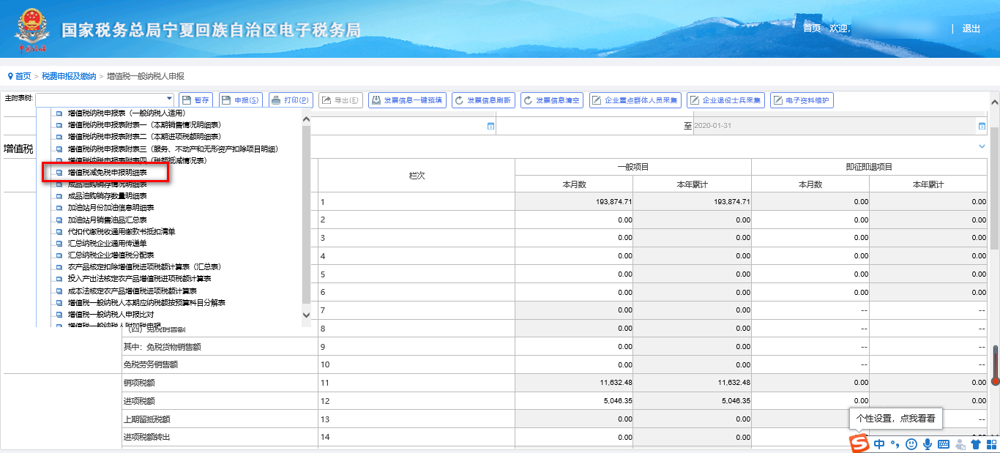 国家税务总局宁夏回族自治区电子税务局
首页 欢迎, | 退出
中国税务
首页 > 税费申报及缴纳 > 增值税一般纳税人申报
主附表树: 暂存 申报(S) 打印(P) 导出(E) 发票信息一键预填 发票信息刷新 发票信息清空 企业重点群体人员采集 企业退役士兵采集 电子资料维护
增值税纳税申报表（一般纳税人适用）
增值税纳税申报表附表一（本期销售情况明细表）
增值税纳税申报表附表二（本期进项税额明细表）
增值税纳税申报表附表三（服务、不动产和无形资产扣除项目明细）
增值税纳税申报表附表四（税额抵减情况表）
增值税减免税申报明细表
成品油购销存情况明细表
成品油购销存数量明细表
加油站月份加油信息明细表
加油站月销售油品汇总表
代扣代缴税收通用缴款书抵扣清单
汇总纳税企业通用传递单
汇总纳税企业增值税分配表
农产品核定扣除增值税进项税额计算表（汇总表）
投入产出法核定农产品增值税进项税额计算表
成本法核定农产品增值税进项税额计算表
增值税一般纳税人本期应纳税额按预算科目分解表
增值税一般纳税人申报比对
增值税一般纳税人附加税申报
至 2020-01-31
增值税
栏次 一般项目 即征即退项目
本月数 本年累计 本月数 本年累计
1 193,874.71 193,874.71 0.00 0.00
2 0.00 0.00 0.00 0.00
3 0.00 0.00 0.00 0.00
4 0.00 0.00 0.00 0.00
5 0.00 0.00 0.00 0.00
6 0.00 0.00 0.00 0.00
7 0.00 0.00 -- --
（四）免税销售额 8 0.00 0.00 -- --
其中：免税货物销售额 9 0.00 0.00 -- --
免税劳务销售额 10 0.00 0.00 -- --
销项税额 11 11,632.48 11,632.48 0.00 0.00
进项税额 12 5,046.35 5,046.35 0.00 0.00
上期留抵税额 13 0.00 0.00 --
进项税额转出 14 0.00 0.00
个性设置，点我看看
S 中